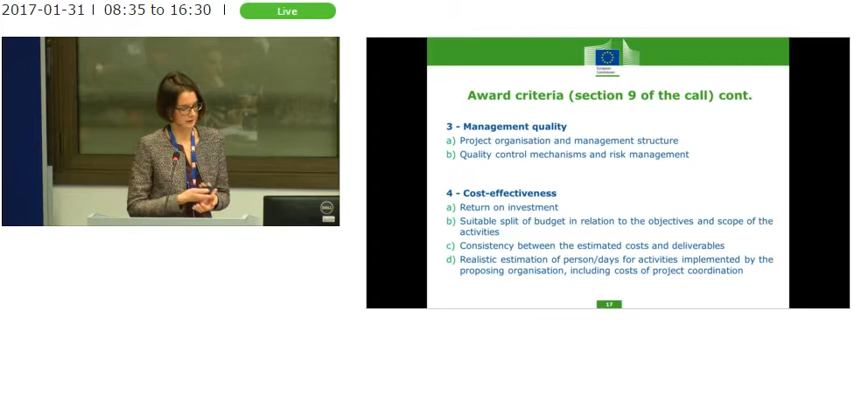 2017-01-31 | 08:35 to 16:30 |
Live
DELL
European
Commission
Award criteria (section 9 of the call) cont.
3 - Management quality
a) Project organisation and management structure
b) Quality control mechanisms and risk management
4 - Cost-effectiveness
a) Return on investment
b) Suitable split of budget in relation to the objectives and scope of the
activities
c) Consistency between the estimated costs and deliverables
d) Realistic estimation of person/days for activities implemented by the
proposing organisation, including costs of project coordination
17